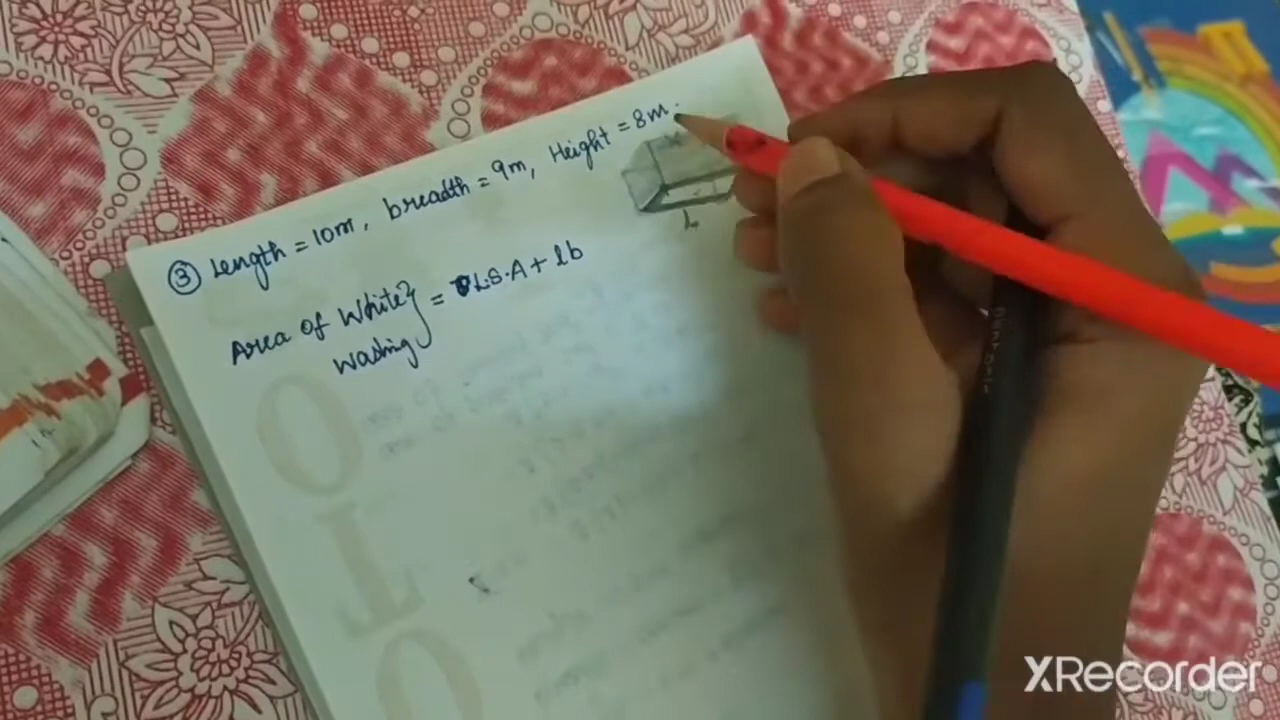 ③ Length = 10m, breadth = 9m, Height = 8m.
L
Area of White} = L.S.A + lb
washing
XRecorder